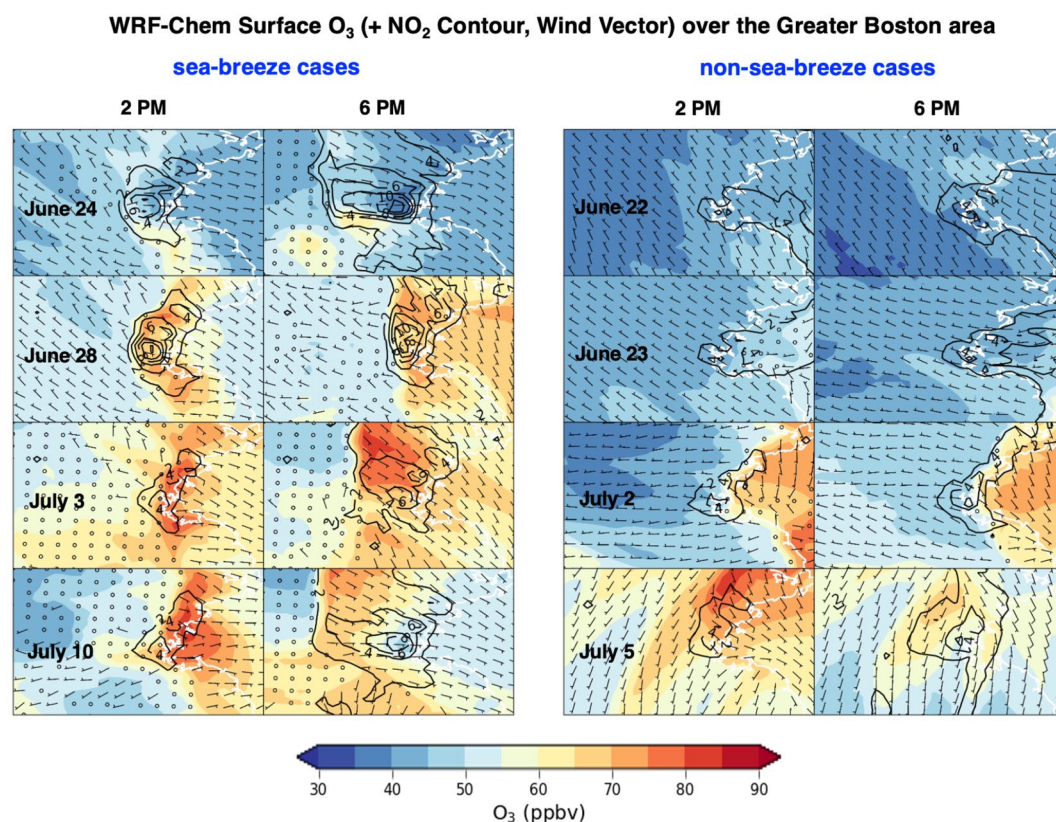 WRF-Chem Surface O₃ (+ NO₂ Contour, Wind Vector) over the Greater Boston area
sea-breeze cases
non-sea-breeze cases
2 PM
6 PM
2 PM
6 PM
June 24
June 22
June 28
June 23
July 3
July 2
July 10
July 5
30 40 50 60 70 80 90
O₃ (ppbv)